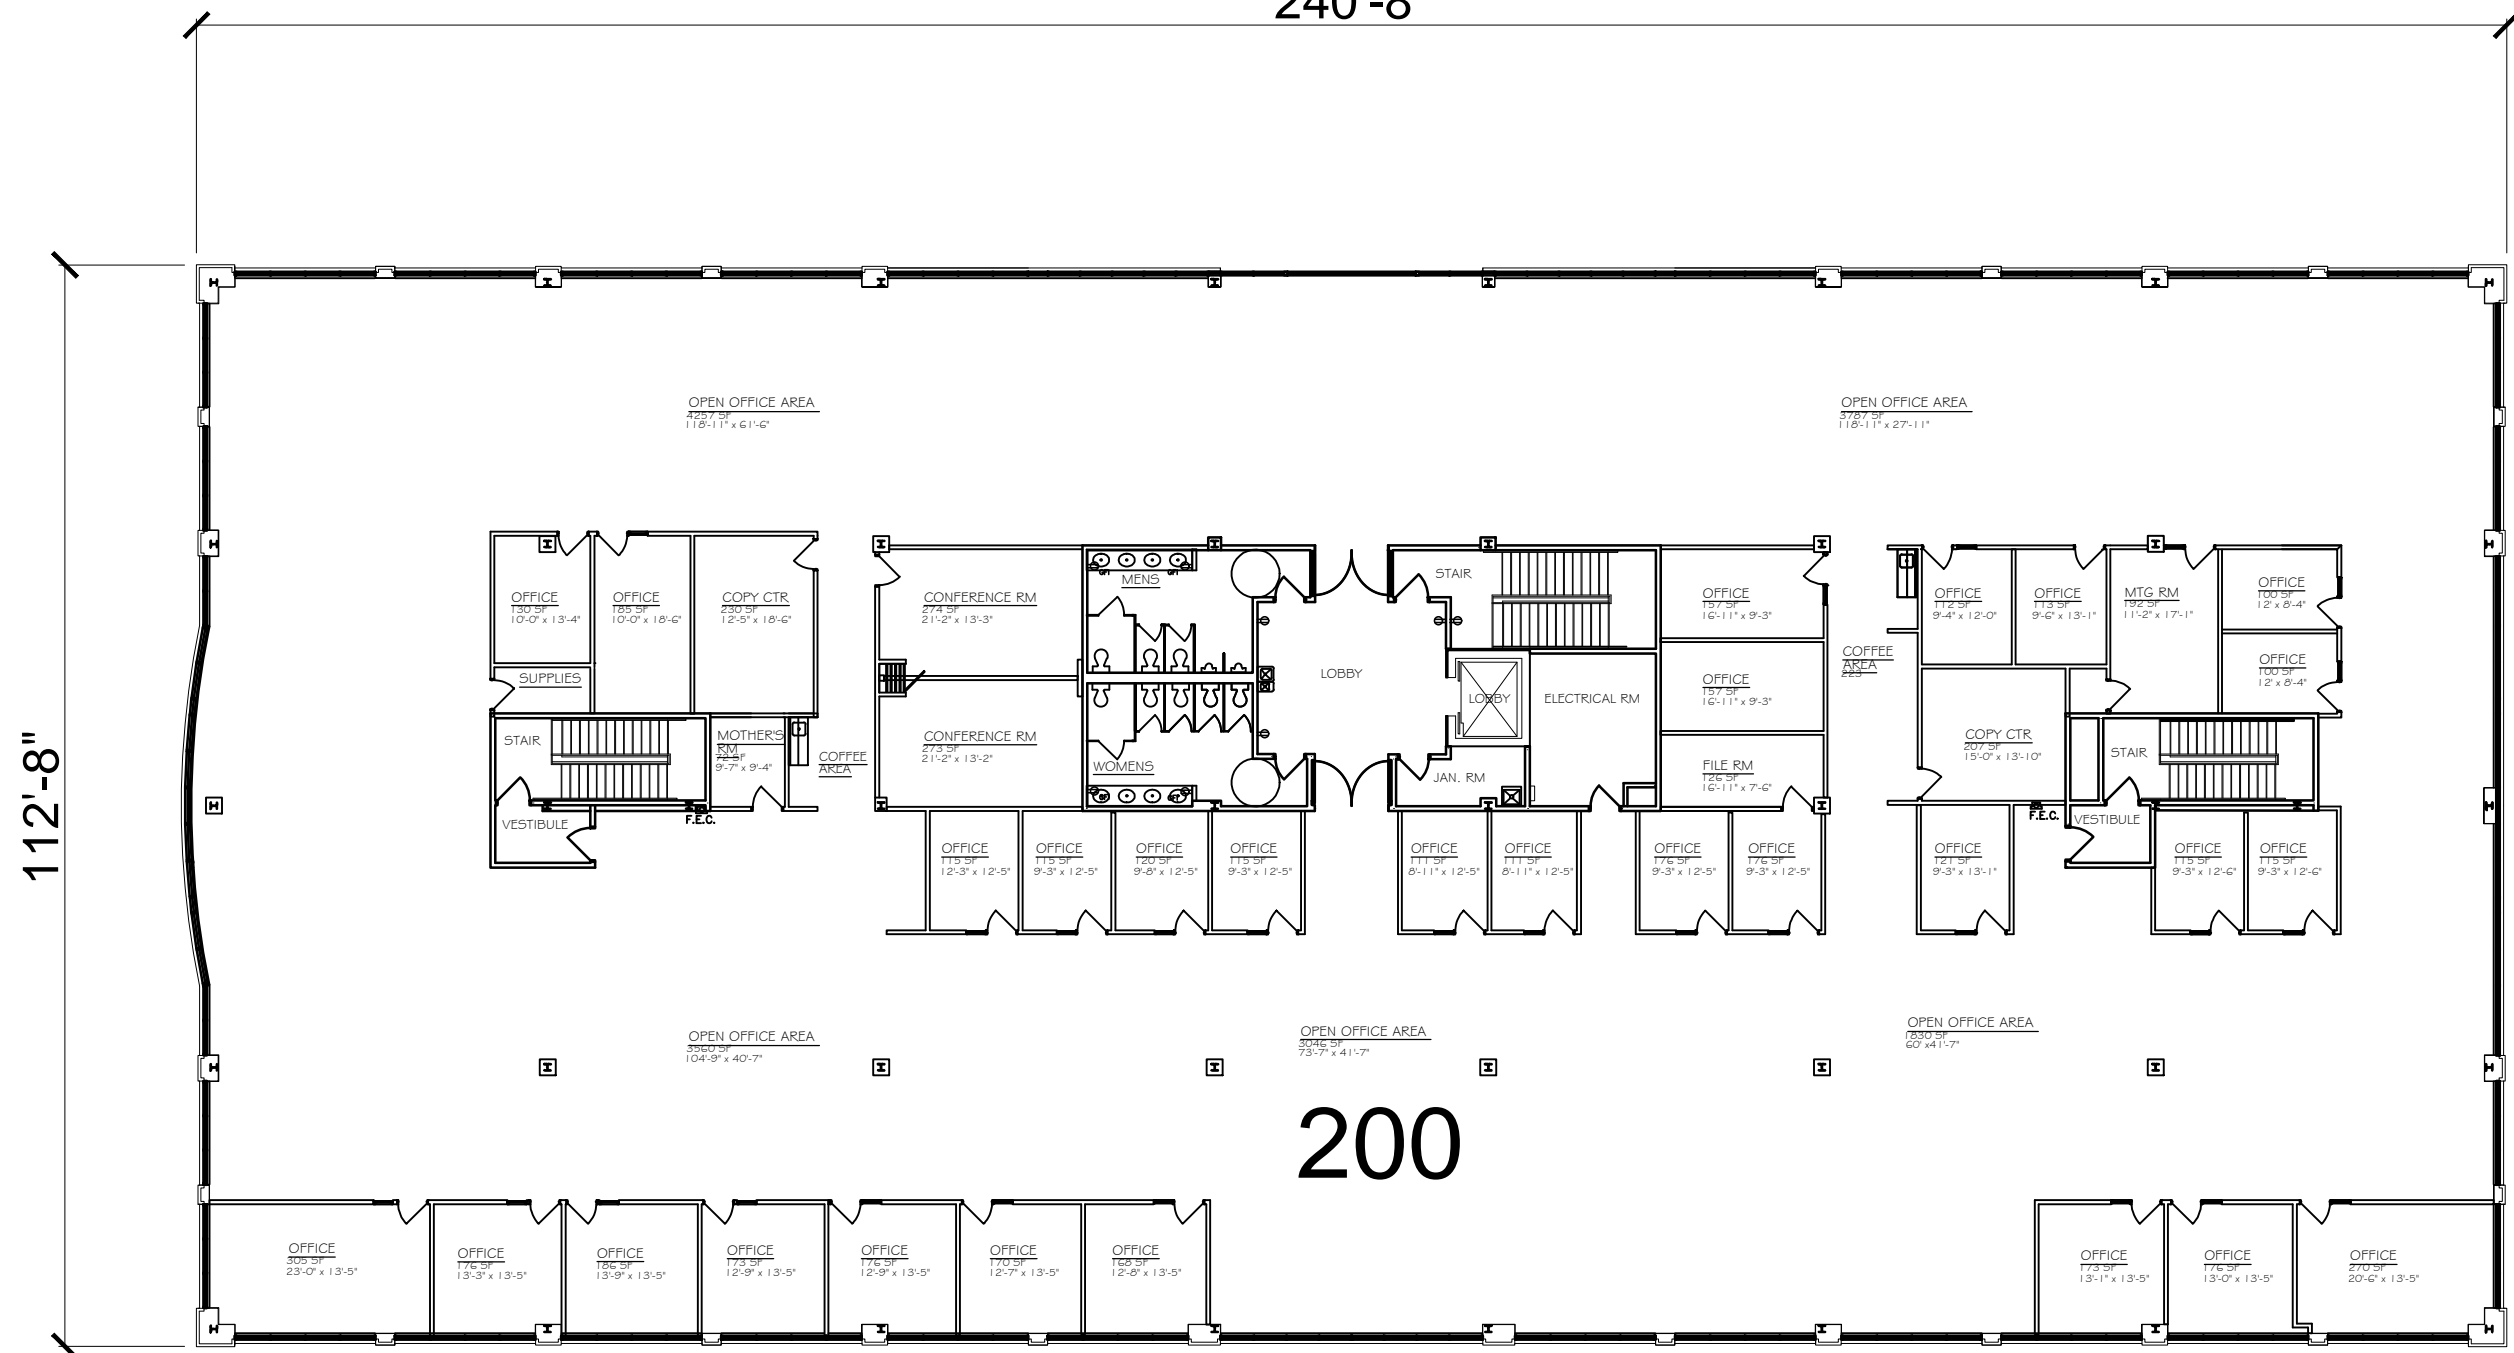 240'-8
112'-8"
OPEN OFFICE AREA
4257 SF
118'-11" x 61'-6"
OPEN OFFICE AREA
3787 SF
118'-11" x 27'-11"
OFFICE
130 SF
10'-0" x 13'-4"
OFFICE
185 SF
10'-0" x 18'-6"
COPY CTR
230 SF
12'-5" x 18'-6"
SUPPLIES
STAIR
MOTHER'S
RM
72 SF
9'-7" x 9'-4"
COFFEE
AREA
VESTIBULE
F.E.C.
CONFERENCE RM
274 SF
21'-2" x 13'-3"
CONFERENCE RM
273 SF
21'-2" x 13'-2"
GFI
GFI
MENS
WOMENS
GFI
GFI
LOBBY
STAIR
LOBBY
ELECTRICAL RM
JAN. RM
OFFICE
157 SF
16'-11" x 9'-3"
OFFICE
157 SF
16'-11" x 9'-3"
FILE RM
126 SF
16'-11" x 7'-6"
COFFEE
AREA
223
OFFICE
112 SF
9'-4" x 12'-0"
OFFICE
113 SF
9'-6" x 13'-1"
MTG RM
192 SF
11'-2" x 17'-1"
OFFICE
100 SF
12' x 8'-4"
OFFICE
100 SF
12' x 8'-4"
COPY CTR
207 SF
15'-0" x 13'-10"
STAIR
F.E.C.
VESTIBULE
OFFICE
115 SF
12'-3" x 12'-5"
OFFICE
115 SF
9'-3" x 12'-5"
OFFICE
120 SF
9'-8" x 12'-5"
OFFICE
115 SF
9'-3" x 12'-5"
OFFICE
111 SF
8'-11" x 12'-5"
OFFICE
111 SF
8'-11" x 12'-5"
OFFICE
176 SF
9'-3" x 12'-5"
OFFICE
176 SF
9'-3" x 12'-5"
OFFICE
121 SF
9'-3" x 13'-1"
OFFICE
115 SF
9'-3" x 12'-6"
OFFICE
115 SF
9'-3" x 12'-6"
OPEN OFFICE AREA
3560 SF
104'-9" x 40'-7"
OPEN OFFICE AREA
3046 SF
73'-7" x 41'-7"
OPEN OFFICE AREA
1830 SF
60' x41'-7"
200
OFFICE
305 SF
23'-0" x 13'-5"
OFFICE
176 SF
13'-3" x 13'-5"
OFFICE
186 SF
13'-9" x 13'-5"
OFFICE
173 SF
12'-9" x 13'-5"
OFFICE
176 SF
12'-9" x 13'-5"
OFFICE
170 SF
12'-7" x 13'-5"
OFFICE
168 SF
12'-8" x 13'-5"
OFFICE
173 SF
13'-1" x 13'-5"
OFFICE
176 SF
13'-0" x 13'-5"
OFFICE
270 SF
20'-6" x 13'-5"